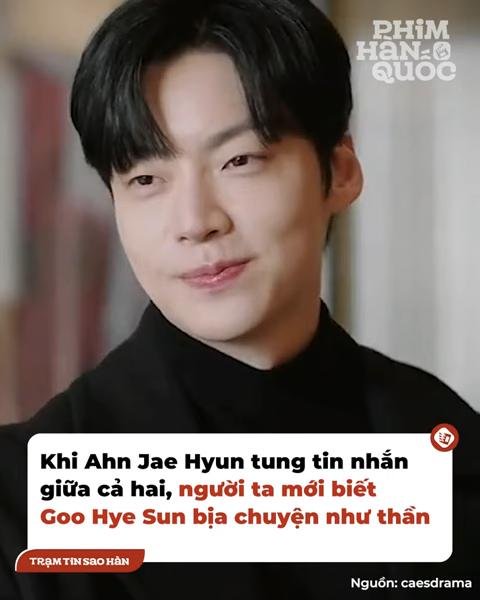 PHIM
HÀN
QUỐC
Khi Ahn Jae Hyun tung tin nhắn
giữa cả hai, người ta mới biết
Goo Hye Sun bịa chuyện như thần
TRẠM TIN SAO HÀN
Nguồn: caesdrama